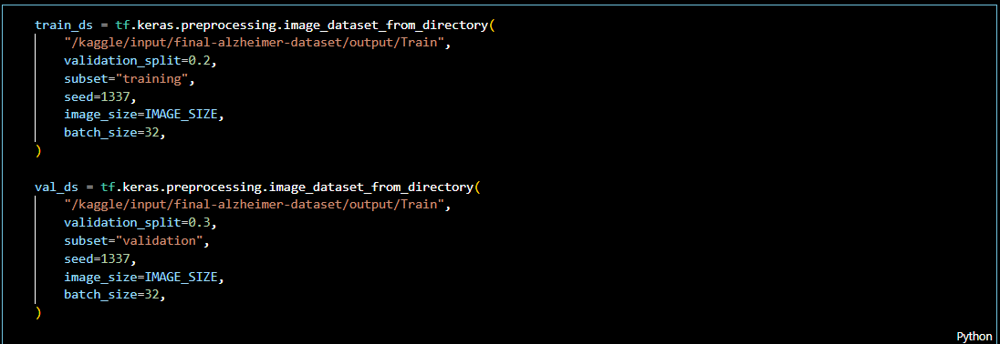 train_ds = tf.keras.preprocessing.image_dataset_from_directory(
    "/kaggle/input/final-alzheimer-dataset/output/Train",
    validation_split=0.2,
    subset="training",
    seed=1337,
    image_size=IMAGE_SIZE,
    batch_size=32,
)

val_ds = tf.keras.preprocessing.image_dataset_from_directory(
    "/kaggle/input/final-alzheimer-dataset/output/Train",
    validation_split=0.3,
    subset="validation",
    seed=1337,
    image_size=IMAGE_SIZE,
    batch_size=32,
)
Python